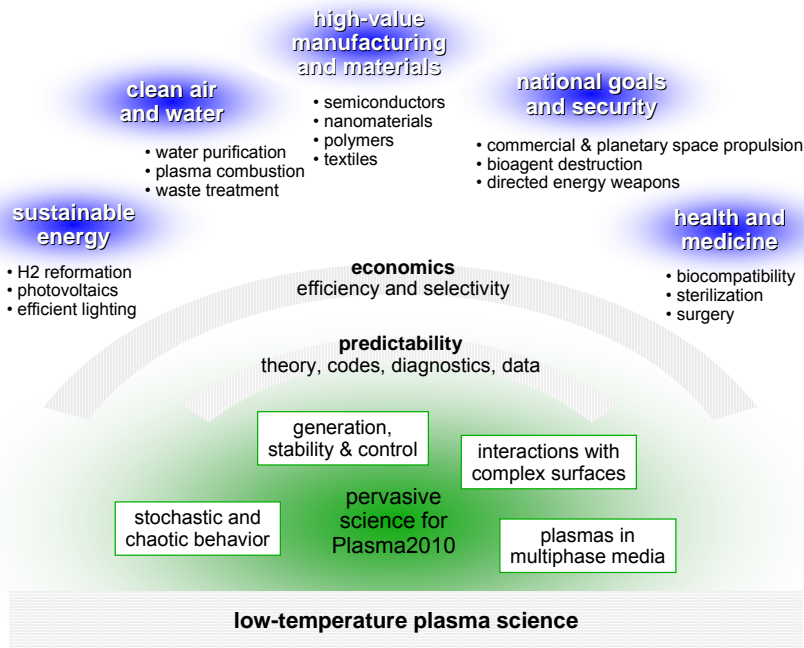 high-value
manufacturing
and materials
• semiconductors
• nanomaterials
• polymers
• textiles
clean air
and water
• water purification
• plasma combustion
• waste treatment
national goals
and security
• commercial & planetary space propulsion
• bioagent destruction
• directed energy weapons
sustainable
energy
• H2 reformation
• photovoltaics
• efficient lighting
health and
medicine
• biocompatibility
• sterilization
• surgery
economics
efficiency and selectivity
predictability
theory, codes, diagnostics, data
generation,
stability & control
interactions with
complex surfaces
stochastic and
chaotic behavior
pervasive
science for
Plasma2010
plasmas in
multiphase media
low-temperature plasma science